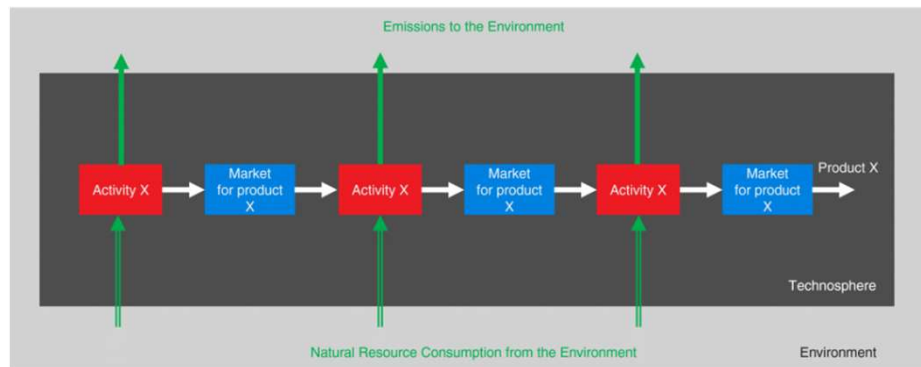 Emissions to the Environment
Activity X
Market
for product
X
Activity X
Market
for product
X
Activity X
Market
for product
X
Product X
Technosphere
Natural Resource Consumption from the Environment
Environment